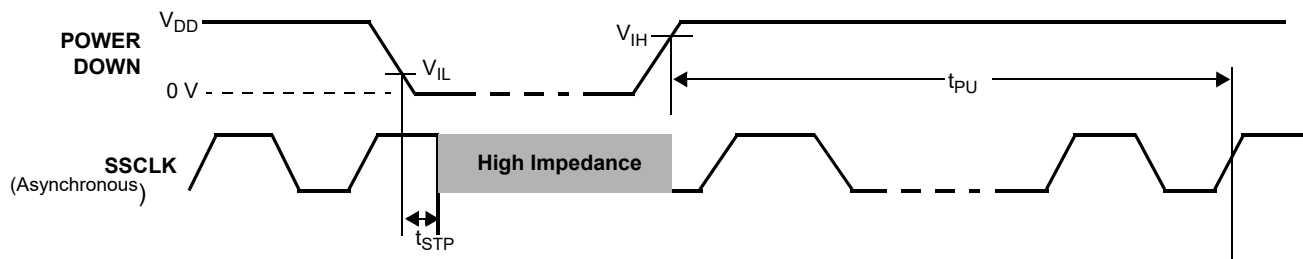 V_DD
POWER
DOWN
V_IL
0 V
V_IH
t_PU
SSCLK
(Asynchronous)
High Impedance
t_STP